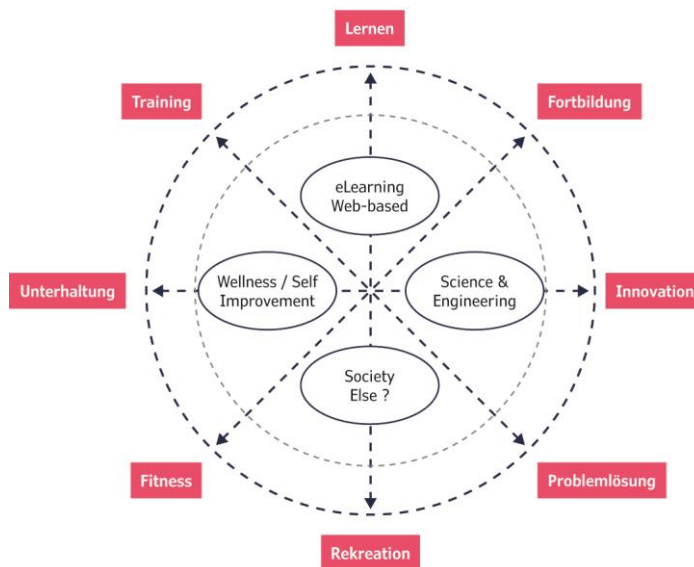 Lernen
Training
Fortbildung
eLearning
Web-based
Unterhaltung
Wellness / Self
Improvement
Science &
Engineering
Innovation
Society
Else ?
Fitness
Problemlösung
Rekreation